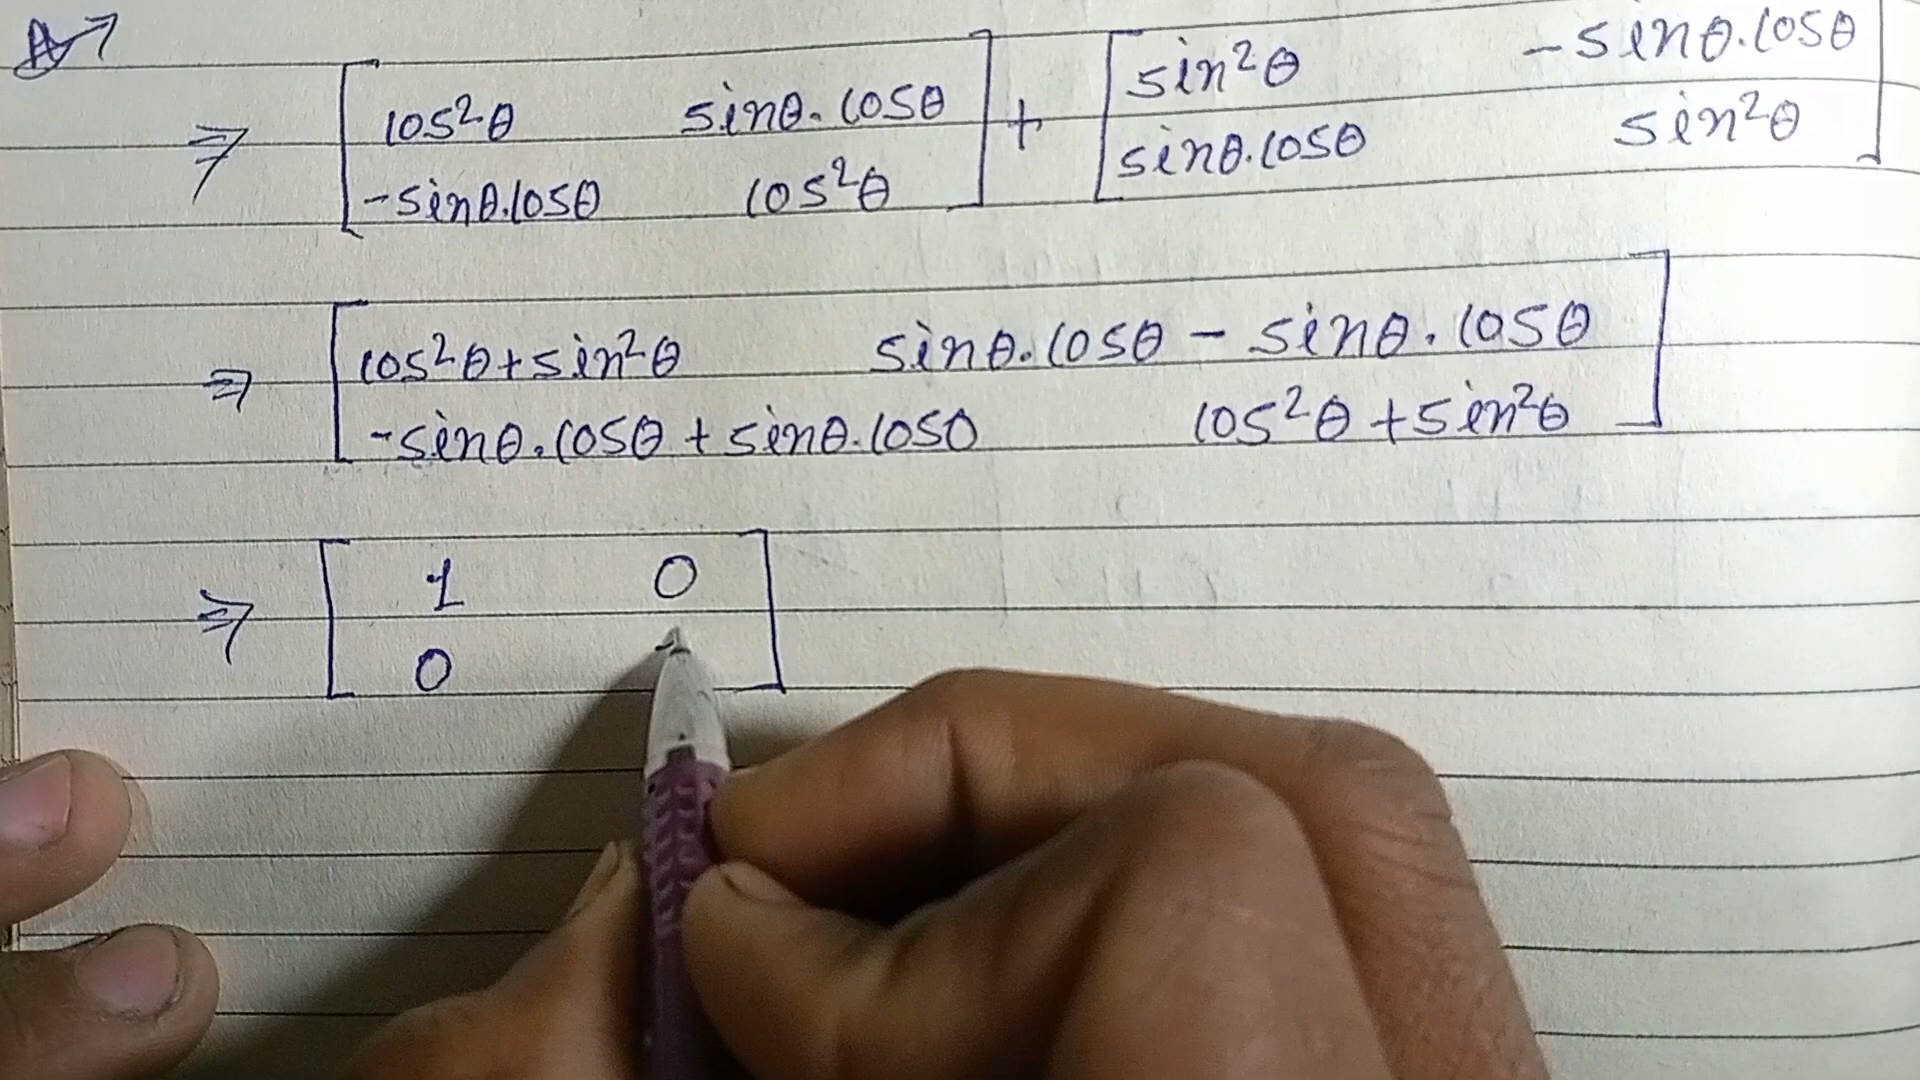 A→
⇒ [cos²θ sinθ.cosθ] + [sin²θ -sinθ.cosθ]
[-sinθ.cosθ cos²θ] [sinθ.cosθ sin²θ]
⇒ [cos²θ+sin²θ sinθ.cosθ - sinθ.cosθ]
[-sinθ.cosθ + sinθ.cosθ cos²θ + sin²θ]
⇒ [1 0]
[0 ]